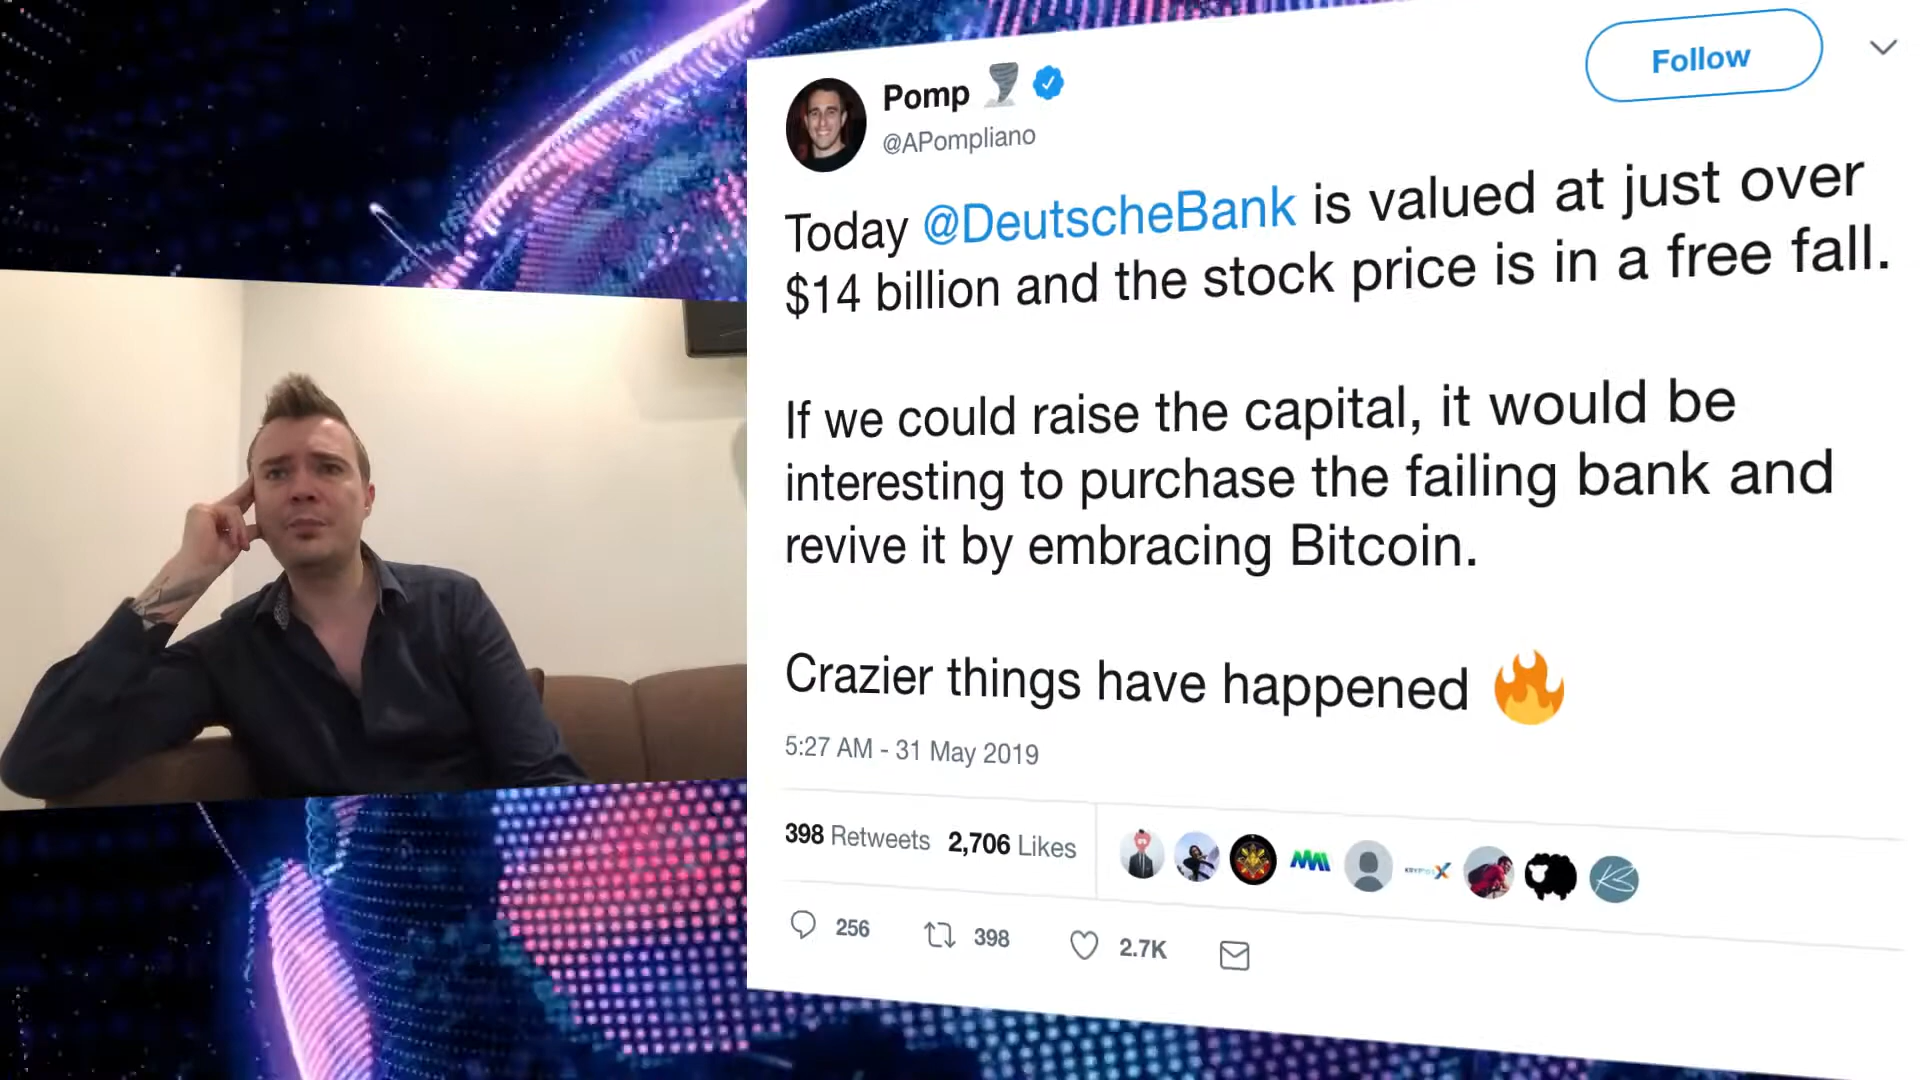 Follow
Pomp
@APompliano
Today @DeutscheBank is valued at just over
$14 billion and the stock price is in a free fall.
If we could raise the capital, it would be
interesting to purchase the failing bank and
revive it by embracing Bitcoin.
Crazier things have happened 🔥
5:27 AM - 31 May 2019
398 Retweets 2,706 Likes
256 398 2.7K